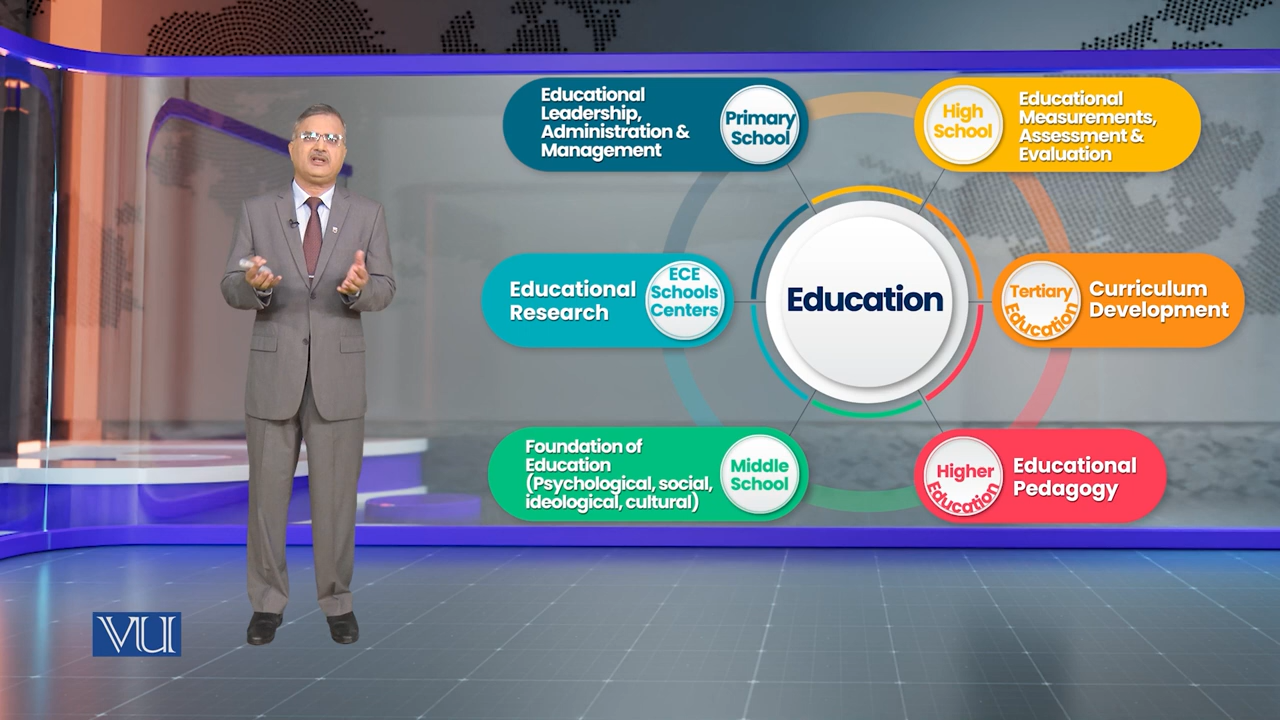 Educational
Leadership,
Administration &
Management
Primary
School
High
School
Educational
Measurements,
Assessment &
Evaluation
Educational
Research
ECE
Schools
Centers
Education
Tertiary
Education
Curriculum
Development
Foundation of
Education
(Psychological, social,
ideological, cultural)
Middle
School
Higher
Education
Educational
Pedagogy
VU